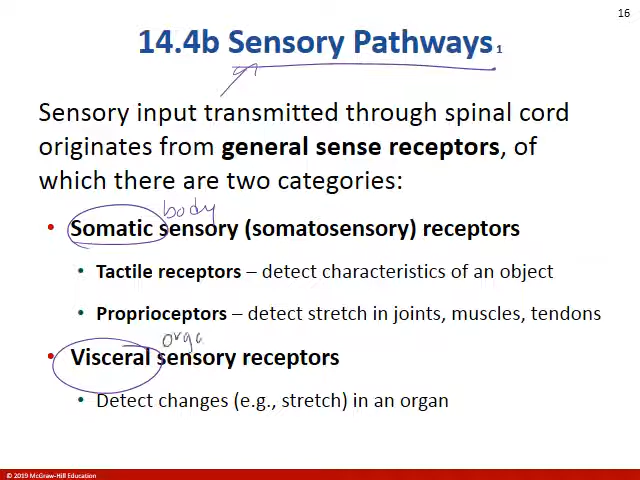 16
14.4b Sensory Pathways 1
Sensory input transmitted through spinal cord
originates from general sense receptors, of
which there are two categories:
body
• Somatic sensory (somatosensory) receptors
• Tactile receptors – detect characteristics of an object
• Proprioceptors – detect stretch in joints, muscles, tendons
orga
• Visceral sensory receptors
• Detect changes (e.g., stretch) in an organ
© 2019 McGraw-Hill Education